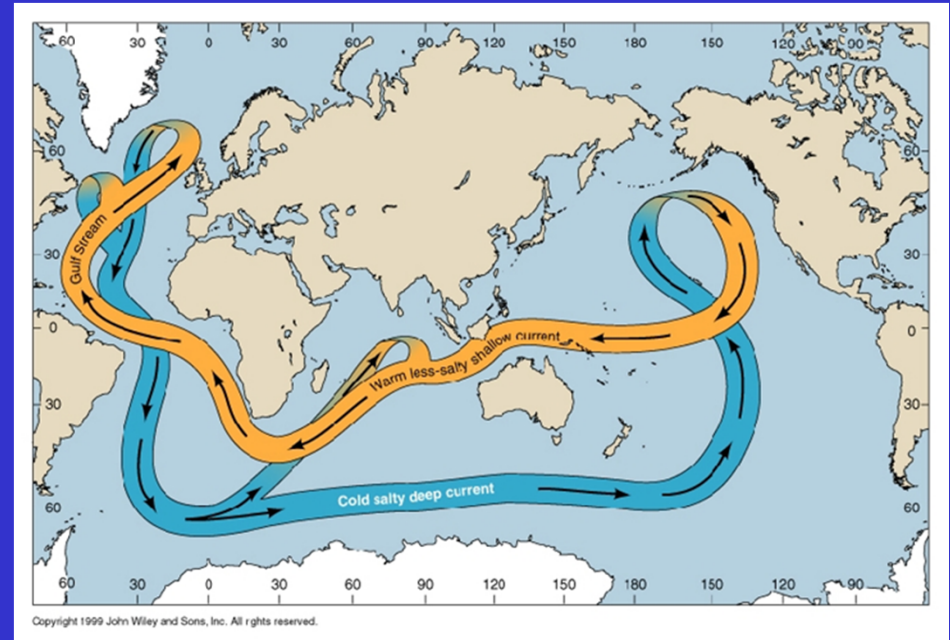 60 30 0 30 60 90 120 150 180 150 120 90
60 60
Gulf Stream
30 30
0 0
Warm less-salty shallow current
30 30
Cold salty deep current
60 60
60 30 0 30 60 90 120 150 180 150 120 90
Copyright 1999 John Wiley and Sons, Inc. All rghts reserved.